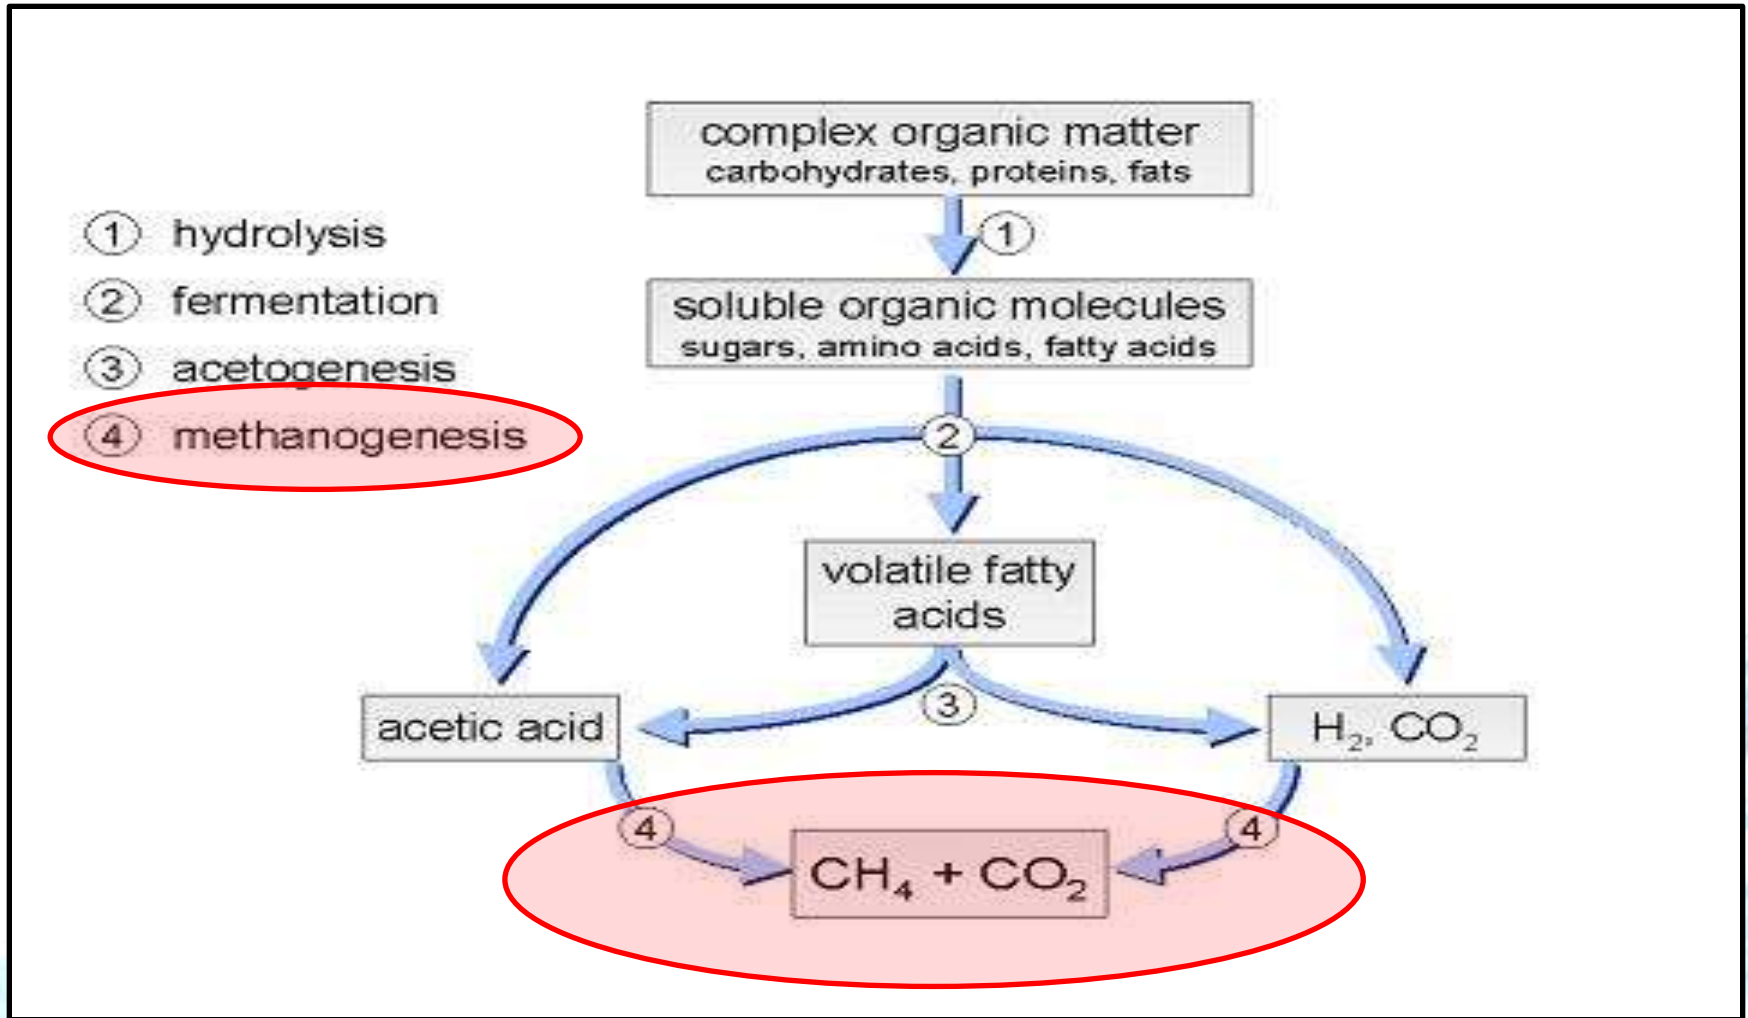 complex organic matter
carbohydrates, proteins, fats
1 hydrolysis
1
2 fermentation
soluble organic molecules
sugars, amino acids, fatty acids
3 acetogenesis
4 methanogenesis
2
volatile fatty
acids
3
acetic acid
H₂, CO₂
4
4
CH₄ + CO₂